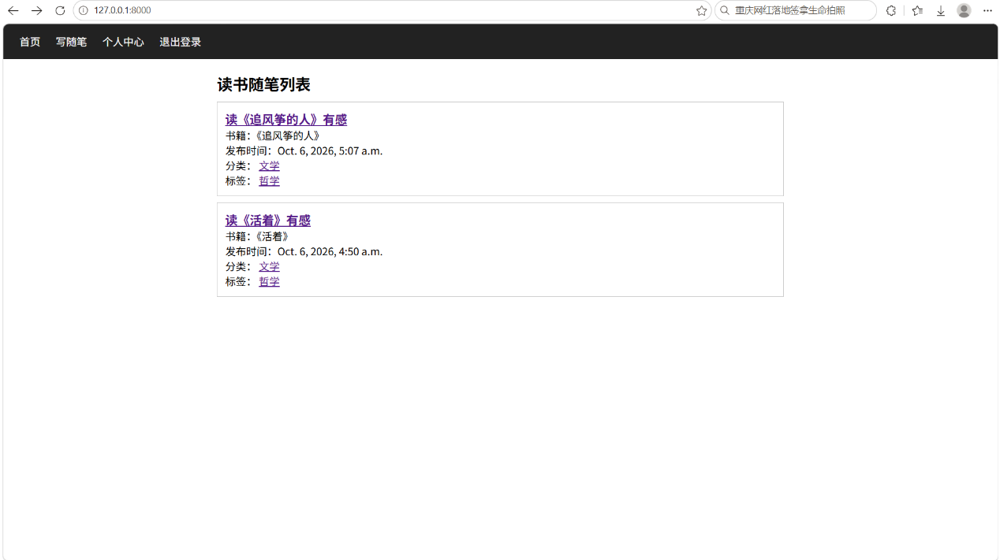 127.0.0.1:8000
重庆网红落地签拿生命拍照
首页 写随笔 个人中心 退出登录
读书随笔列表
读《追风筝的人》有感
书籍：《追风筝的人》
发布时间：Oct. 6, 2026, 5:07 a.m.
分类： 文学
标签： 哲学
读《活着》有感
书籍：《活着》
发布时间：Oct. 6, 2026, 4:50 a.m.
分类： 文学
标签： 哲学